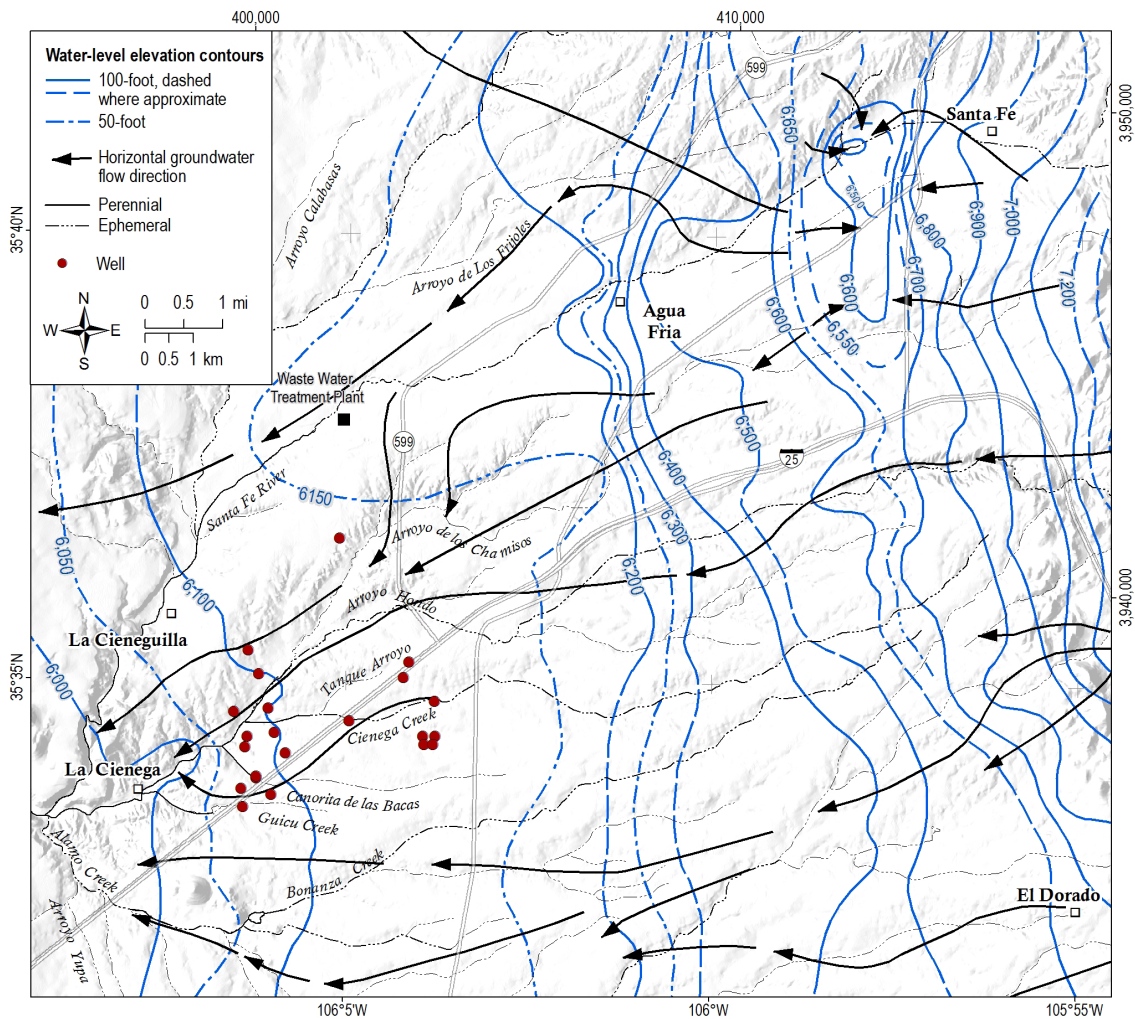 400,000
410,000
Water-level elevation contours
100-foot, dashed
where approximate
50-foot
Horizontal groundwater
flow direction
Perennial
Ephemeral
Well
N
W
E
S
0 0.5 1 mi
0 0.5 1 km
35°40'N
35°35'N
3,950,000
3,940,000
599
Santa Fe
6,650
6,500
6,900
7,000
6,800
6,700
7,200
6,600
6,550
6,600
Arroyo Calabasas
Arroyo de Los Frijoles
Agua
Fria
Waste Water
Treatment Plant
599
6,500
25
6,400
6150
Santa Fe River
6,300
6,200
Arroyo de los Chamisos
6,050
6,100
Arroyo Hondo
La Cieneguilla
6,000
Tanque Arroyo
Cienega Creek
La Cienega
Canorita de las Bacas
Guicu Creek
Alamo Creek
Bonanza Creek
Arroyo Yupa
El Dorado
106°5'W
106°W
105°55'W